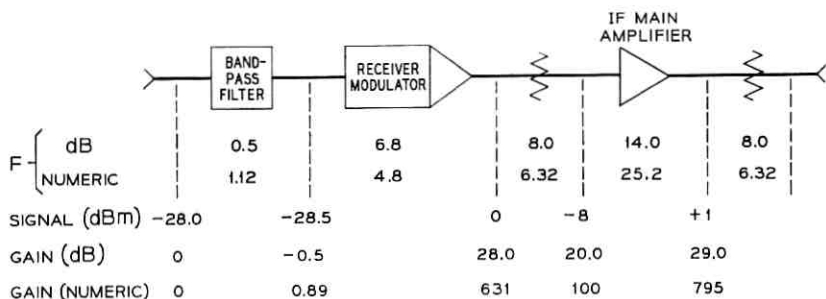 IF MAIN
AMPLIFIER
BAND-
PASS
FILTER
RECEIVER
MODULATOR
F
dB 0.5 6.8 8.0 14.0 8.0
NUMERIC 1.12 4.8 6.32 25.2 6.32
SIGNAL (dBm) -28.0 -28.5 0 -8 +1
GAIN (dB) 0 -0.5 28.0 20.0 29.0
GAIN (NUMERIC) 0 0.89 631 100 795